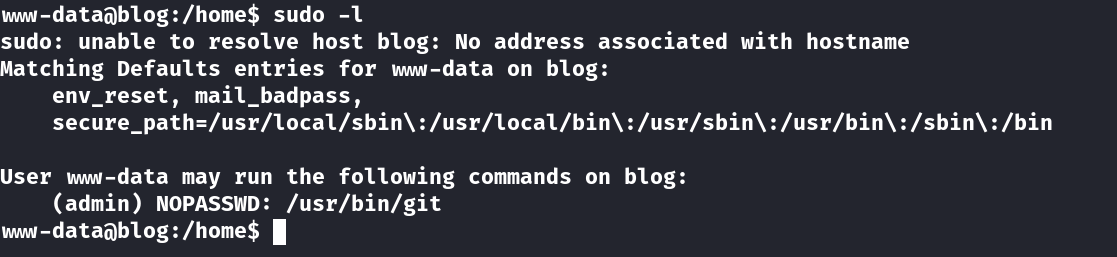 www-data@blog:/home$ sudo -l
sudo: unable to resolve host blog: No address associated with hostname
Matching Defaults entries for www-data on blog:
    env_reset, mail_badpass,
    secure_path=/usr/local/sbin\:/usr/local/bin\:/usr/sbin\:/usr/bin\:/sbin\:/bin

User www-data may run the following commands on blog:
    (admin) NOPASSWD: /usr/bin/git
www-data@blog:/home$